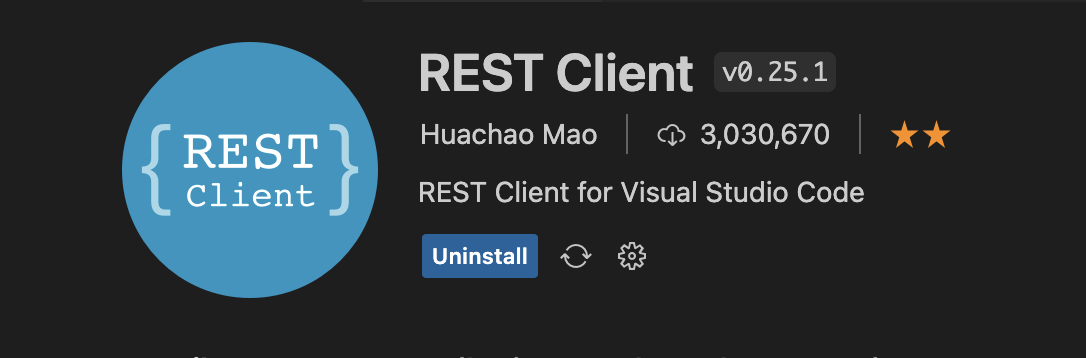 { REST
Client }
REST Client v0.25.1
Huachao Mao | 3,030,670 | ★★
REST Client for Visual Studio Code
Uninstall